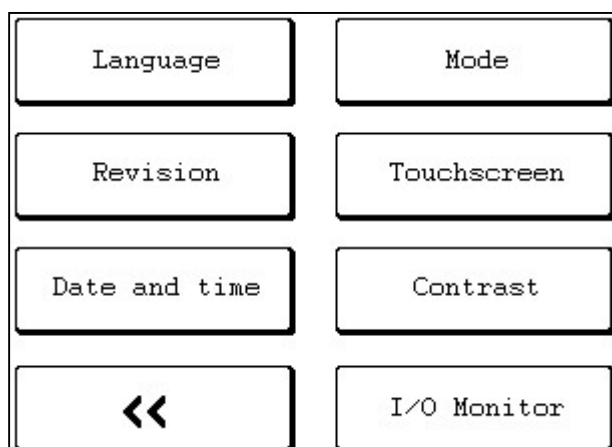 Language
Mode
Revision
Touchscreen
Date and time
Contrast
<<
I/O Monitor